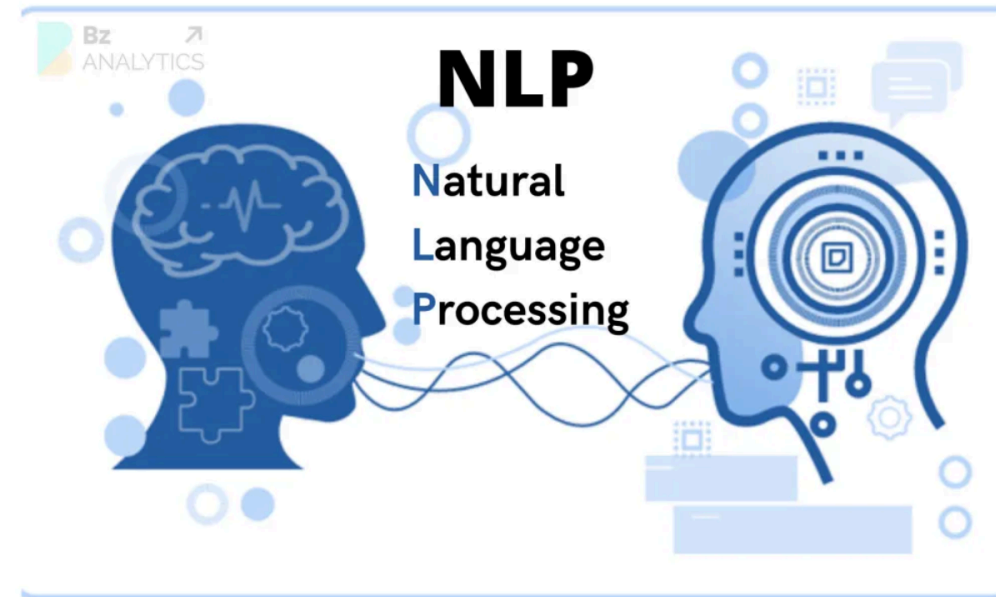 Bz
ANALYTICS
NLP
Natural
Language
Processing